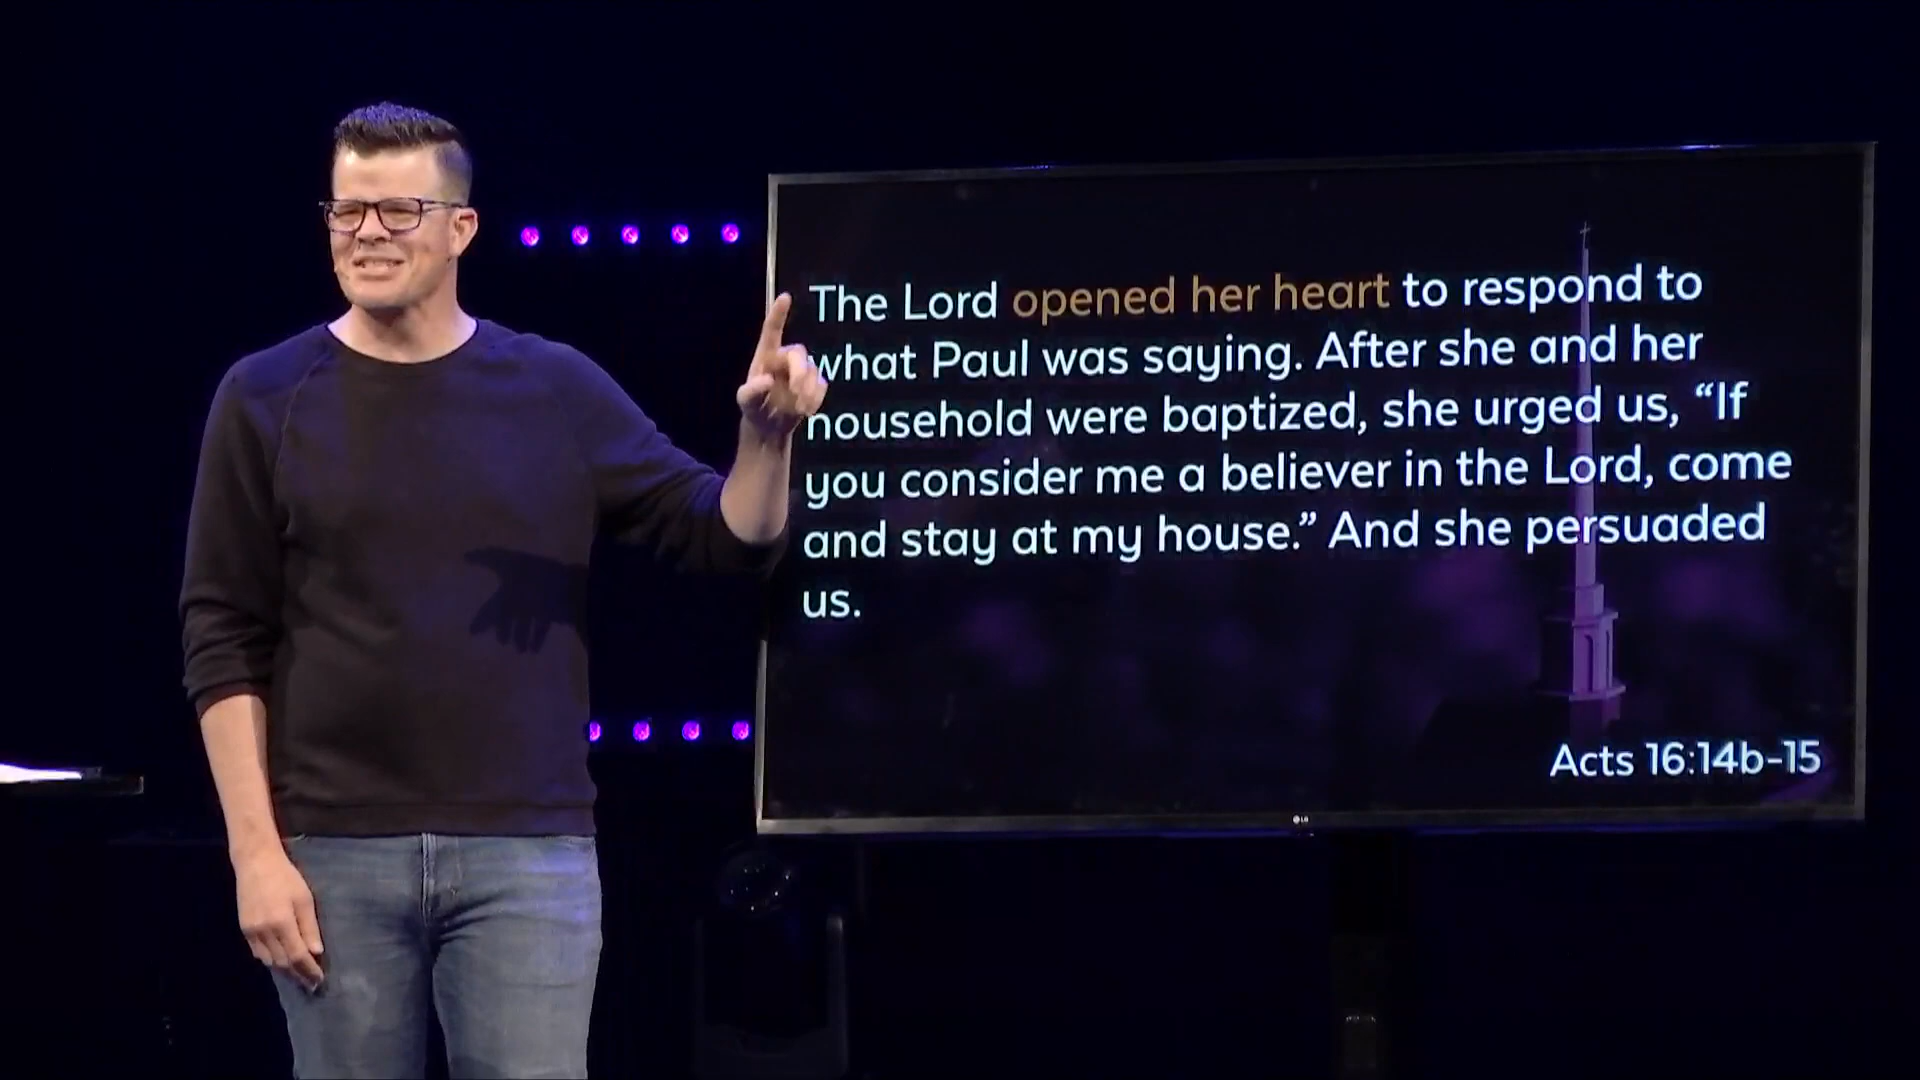 The Lord opened her heart to respond to
what Paul was saying. After she and her
household were baptized, she urged us, “If
you consider me a believer in the Lord, come
and stay at my house.” And she persuaded
us.
Acts 16:14b-15
LG